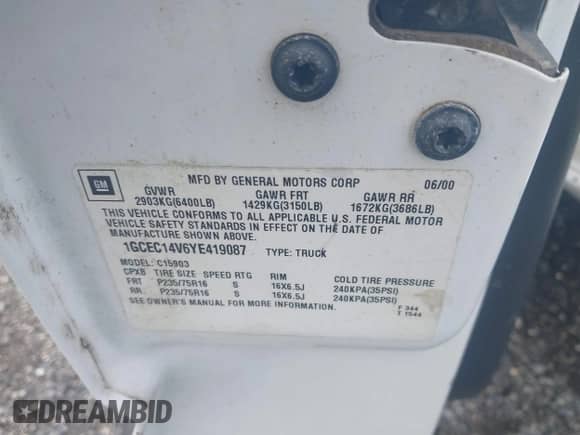 GM
MFD BY GENERAL MOTORS CORP 06/00
GVWR GAWR FRT GAWR RR
2903KG(6400LB) 1429KG(3150LB) 1672KG(3686LB)
THIS VEHICLE CONFORMS TO ALL APPLICABLE U.S. FEDERAL MOTOR
VEHICLE SAFETY STANDARDS IN EFFECT ON THE DATE OF
MANUFACTURE SHOWN ABOVE.
1GCEC14V6YE419087 TYPE: TRUCK
MODEL: C15903
CPXB TIRE SIZE SPEED RTG RIM COLD TIRE PRESSURE
FRT P235/75R16 S 16X6.5J 240KPA(35PSI)
RR P235/75R16 S 16X6.5J 240KPA(35PSI)
SEE OWNER'S MANUAL FOR MORE INFORMATION.
F 344
T 1544
DREAMBID